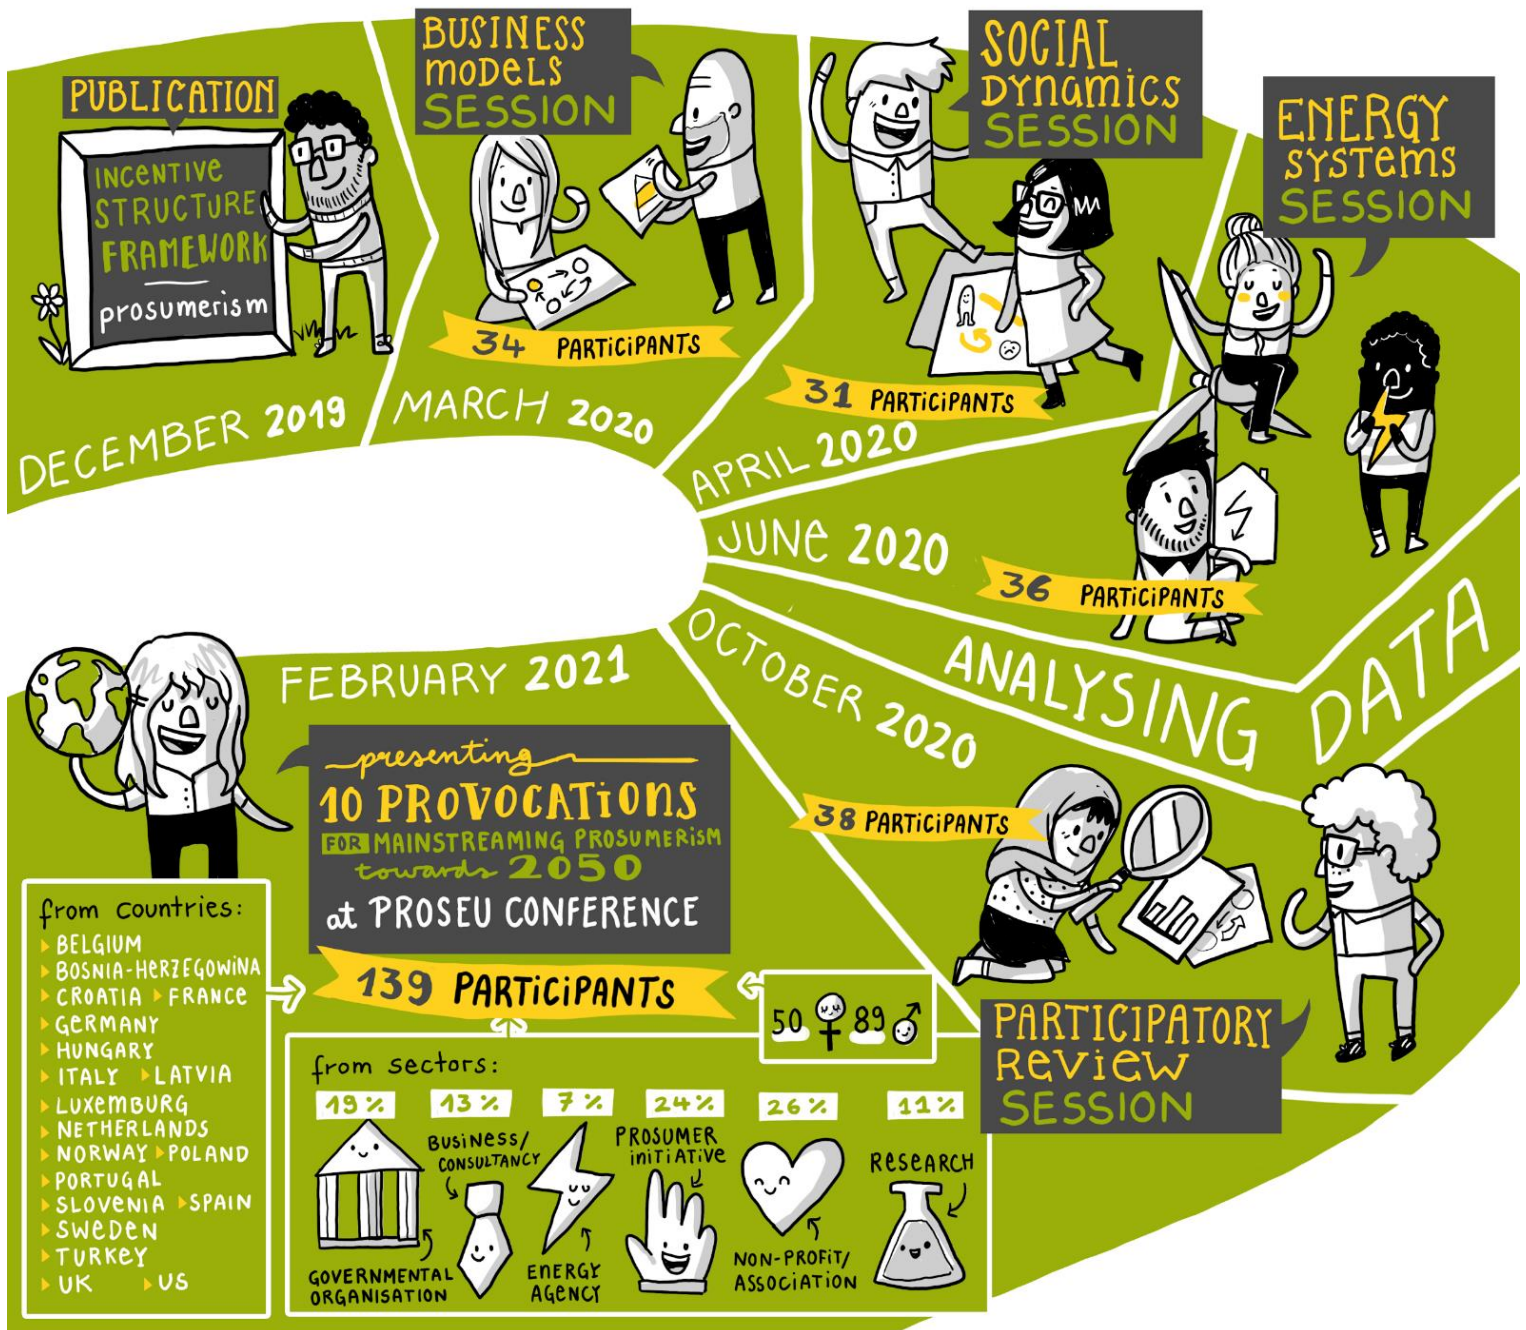 PUBLICATION
INCENTIVE
STRUCTURE
FRAMEWORK
prosumerism
DECEMBER 2019
BUSINESS
MODELS
SESSION
34 PARTICIPANTS
MARCH 2020
SOCIAL
DYNAMICS
SESSION
31 PARTICIPANTS
APRIL 2020
ENERGY
SYSTEMS
SESSION
36 PARTICIPANTS
JUNE 2020
ANALYSING DATA
OCTOBER 2020
38 PARTICIPANTS
PARTICIPATORY
REVIEW
SESSION
FEBRUARY 2021
presenting
10 PROVOCATIONS
FOR MAINSTREAMING PROSUMERISM
towards 2050
at PROSEU CONFERENCE
139 PARTICIPANTS
50 ♀ 89 ♂
from countries:
BELGIUM
BOSNIA-HERZEGOWINA
CROATIA FRANCE
GERMANY
HUNGARY
ITALY LATVIA
LUXEMBURG
NETHERLANDS
NORWAY POLAND
PORTUGAL
SLOVENIA SPAIN
SWEDEN
TURKEY
UK US
from sectors:
19% 13% 7% 24% 26% 11%
GOVERNMENTAL
ORGANISATION
BUSINESS/
CONSULTANCY
ENERGY
AGENCY
PROSUMER
INITIATIVE
NON-PROFIT/
ASSOCIATION
RESEARCH